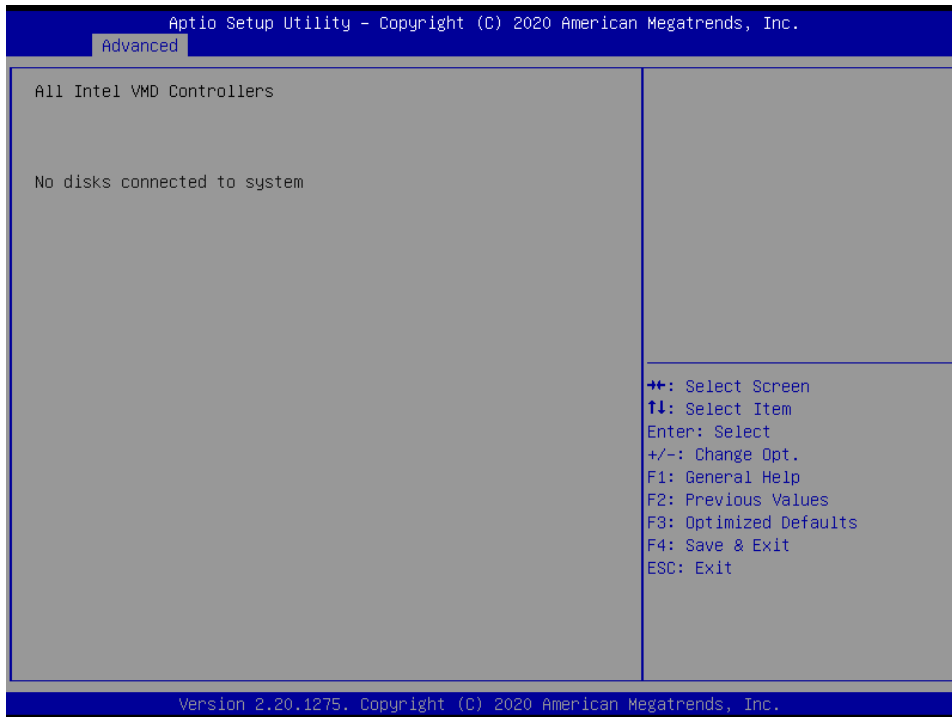 Aptio Setup Utility – Copyright (C) 2020 American Megatrends, Inc.
Advanced
All Intel VMD Controllers
No disks connected to system
→←: Select Screen
↑↓: Select Item
Enter: Select
+/-: Change Opt.
F1: General Help
F2: Previous Values
F3: Optimized Defaults
F4: Save & Exit
ESC: Exit
Version 2.20.1275. Copyright (C) 2020 American Megatrends, Inc.